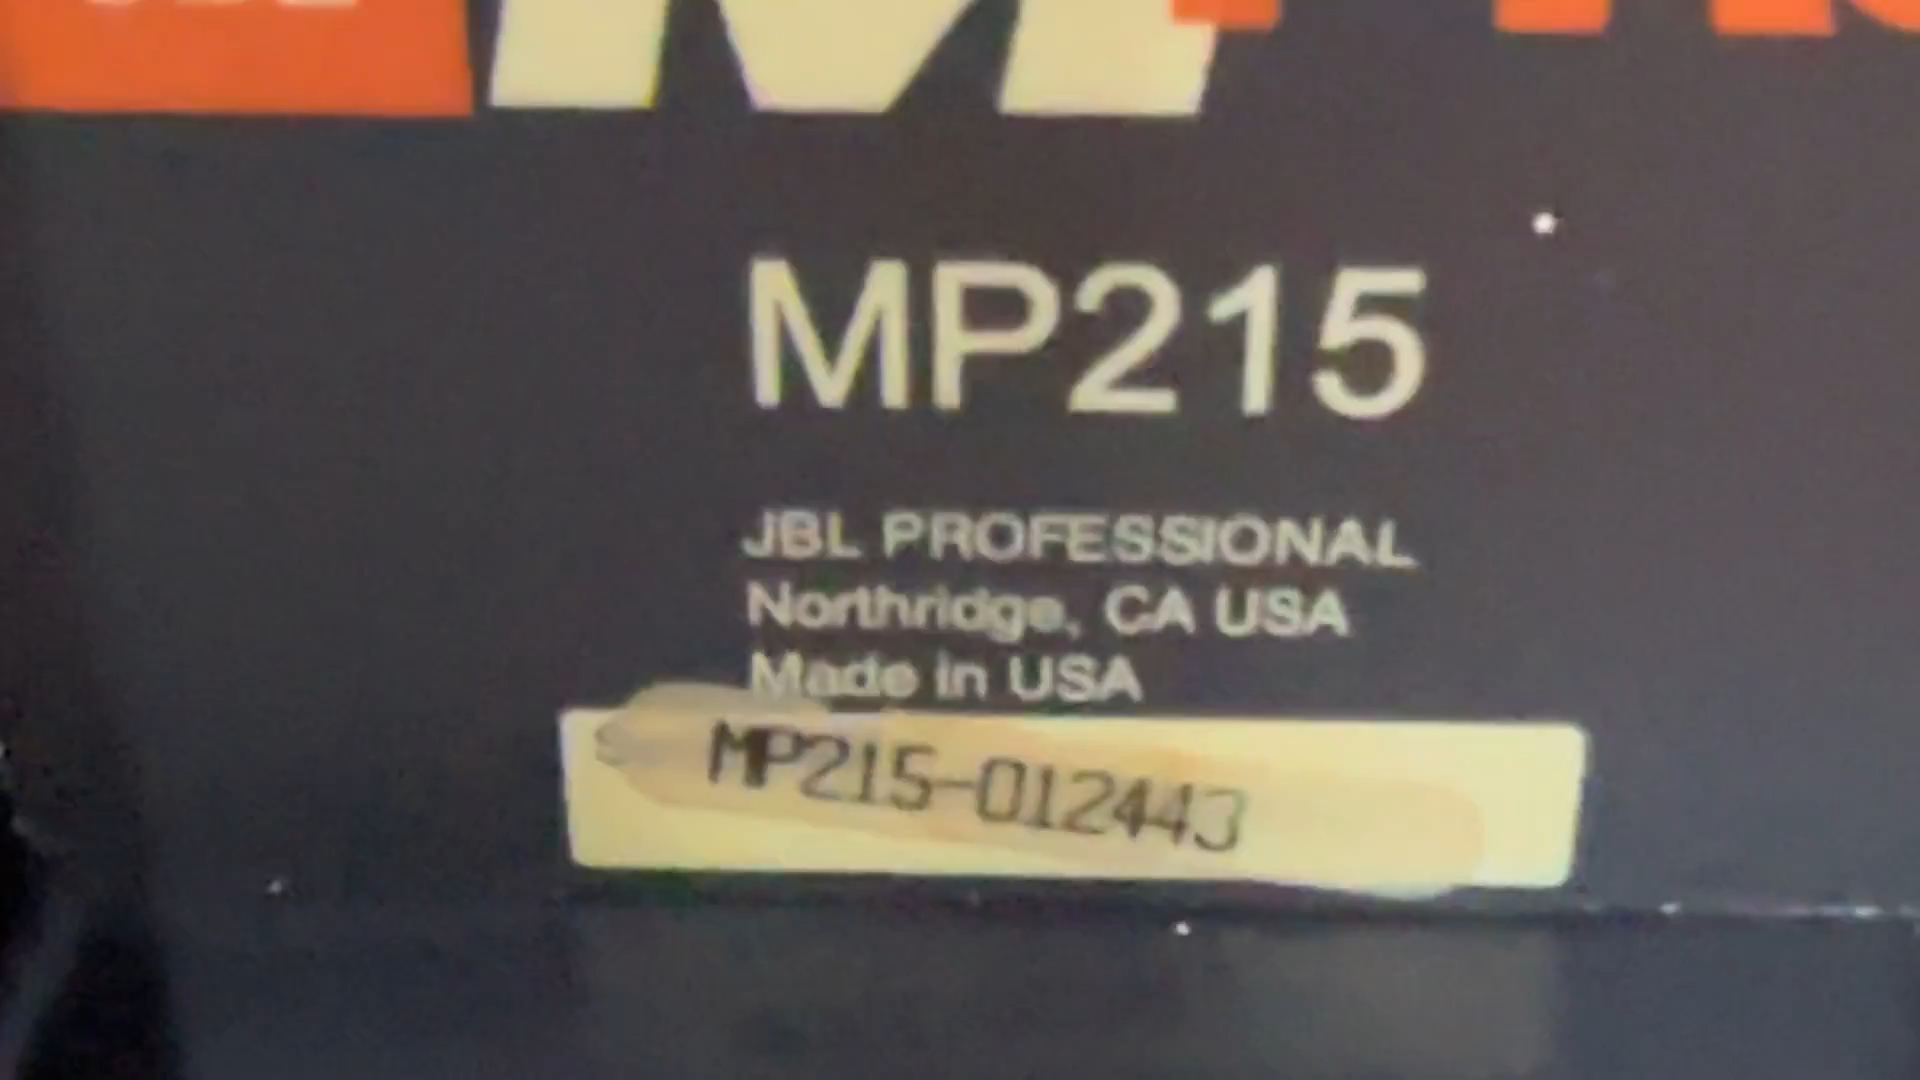 MP215
JBL PROFESSIONAL
Northridge, CA USA
Made in USA
MP215-012443